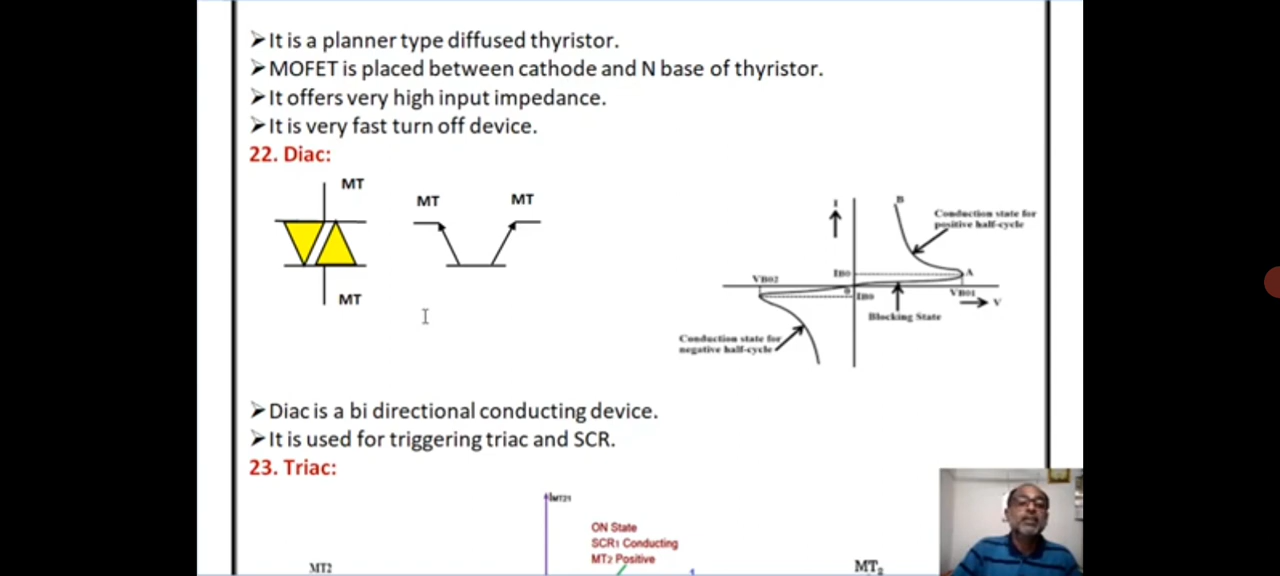 ➢It is a planner type diffused thyristor.
➢MOFET is placed between cathode and N base of thyristor.
➢It offers very high input impedance.
➢It is very fast turn off device.
22. Diac:
MT
MT
MT
MT
I
B
Conduction state for
positive half-cycle
IBO
A
VBO2
0
IBO
VBO1
V
Blocking State
Conduction state for
negative half-cycle
➢Diac is a bi directional conducting device.
➢It is used for triggering triac and SCR.
23. Triac:
IMT21
ON State
SCR1 Conducting
MT2 Positive
MT2
MT2